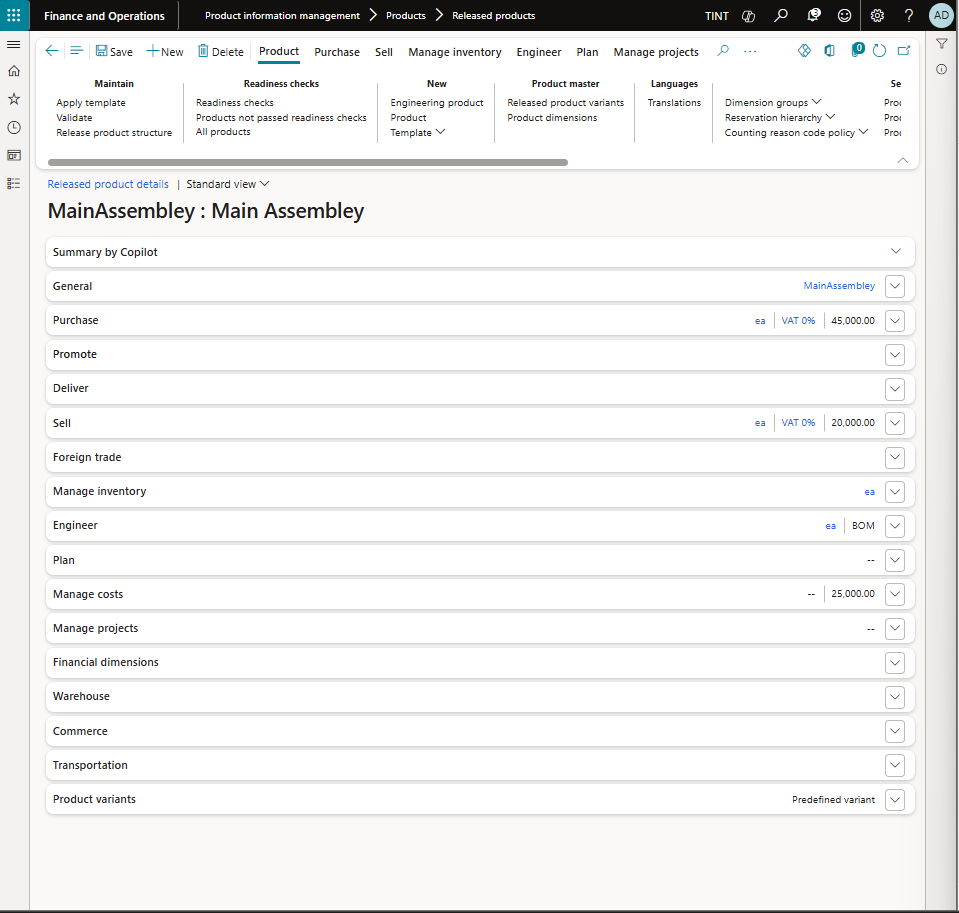 Finance and Operations Product information management Products Released products TINT 3 ? AD
Save New Delete Product Purchase Sell Manage inventory Engineer Plan Manage projects ... 0
Maintain Readiness checks New Product master Languages Se
Apply template Readiness checks Engineering product Released product variants Translations Dimension groups
Validate Products not passed readiness checks Product Product dimensions Reservation hierarchy
Release product structure All products Template Counting reason code policy
Released product details | Standard view
MainAssembley : Main Assembley
Summary by Copilot
General MainAssembley
Purchase ea VAT 0% 45,000.00
Promote
Deliver
Sell ea VAT 0% 20,000.00
Foreign trade
Manage inventory ea
Engineer ea BOM
Plan --
Manage costs -- 25,000.00
Manage projects --
Financial dimensions
Warehouse
Commerce
Transportation
Product variants Predefined variant